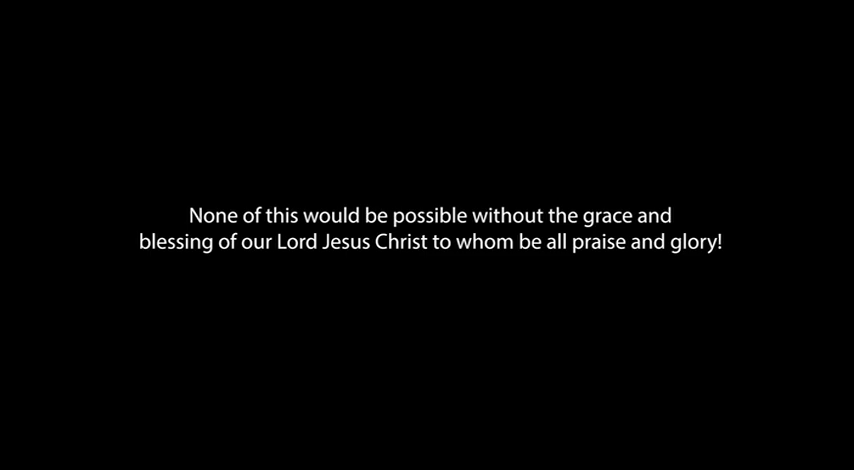 None of this would be possible without the grace and
blessing of our Lord Jesus Christ to whom be all praise and glory!